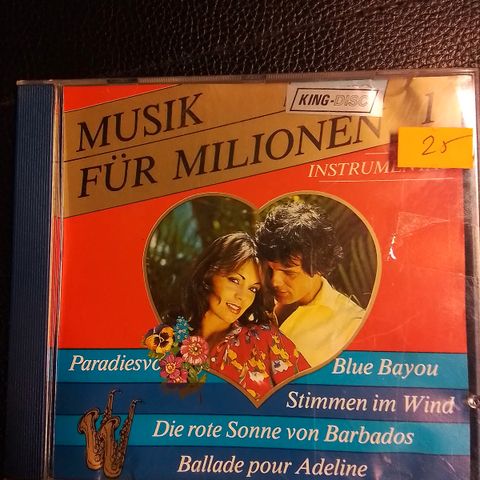 KING-DISC
MUSIK
FÜR MILIONEN 1
25
Blue Bayou
Stimmen im Wind
Die rote Sonne von Barbados
Ballade pour Adeline